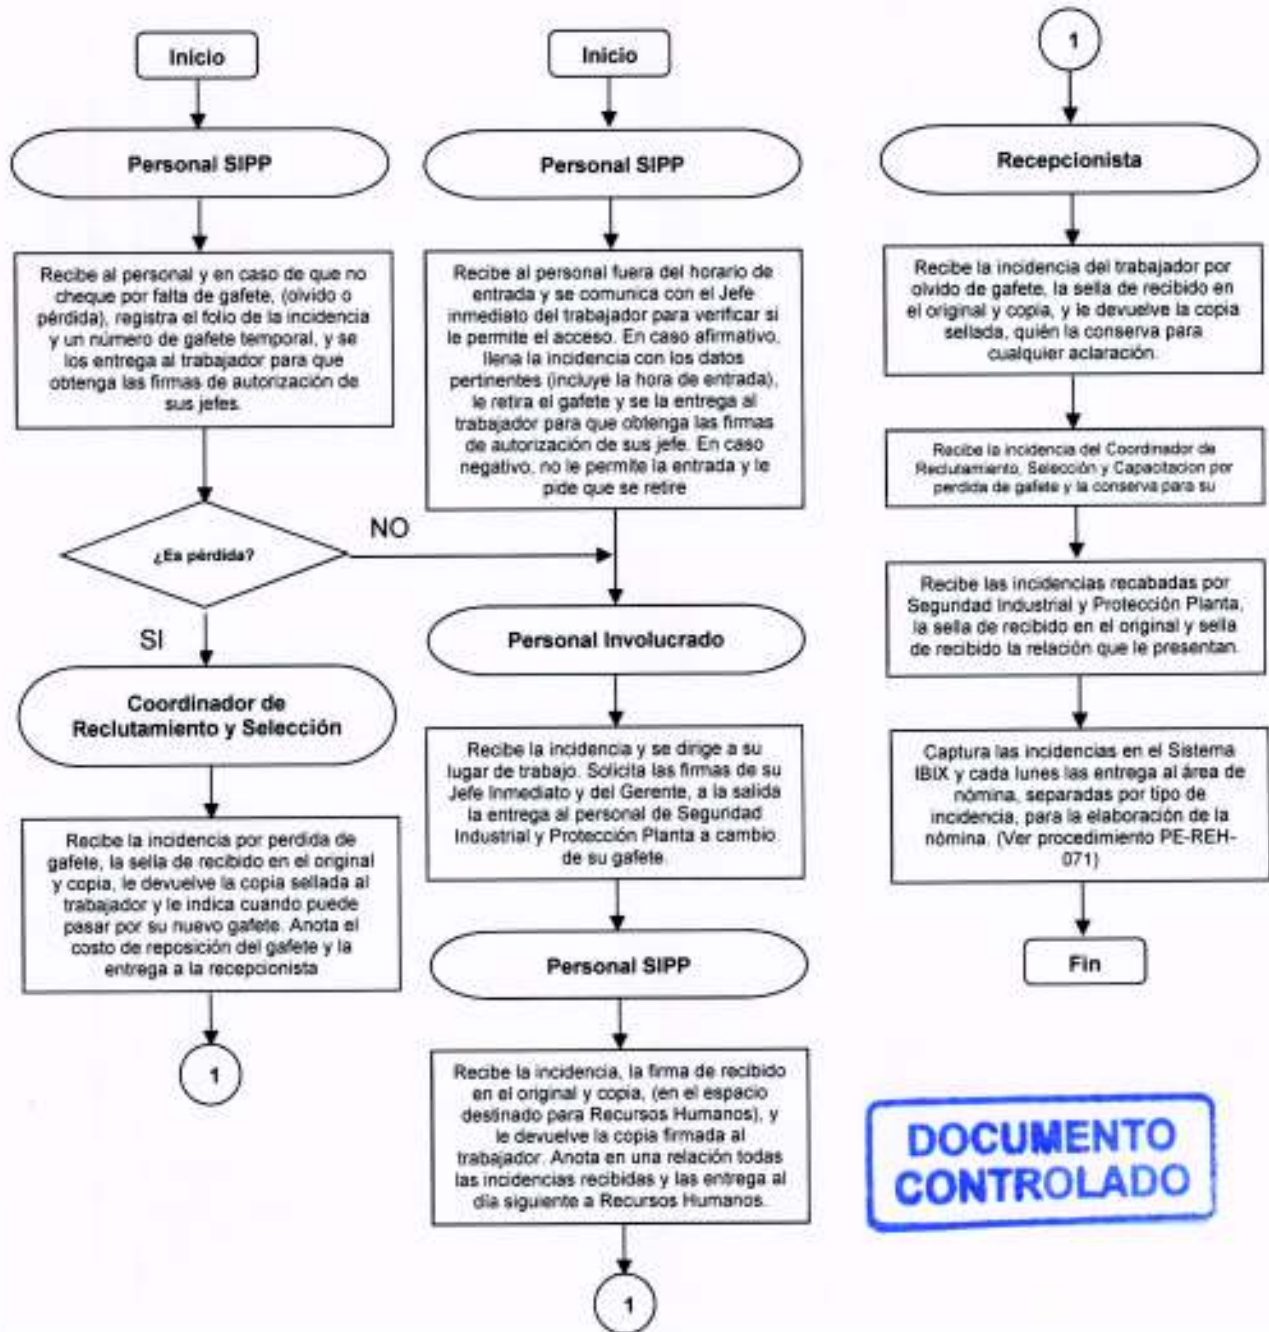 Inicio
Personal SIPP
Recibe al personal y en caso de que no
cheque por falta de gafete, (olvido o
pérdida), registra el folio de la incidencia
y un número de gafete temporal, y se
los entrega al trabajador para que
obtenga las firmas de autorización de
sus jefes.
¿Es pérdida?
NO
SI
Coordinador de
Reclutamiento y Selección
Recibe la incidencia por perdida de
gafete, la sella de recibido en el original
y copia, le devuelve la copia sellada al
trabajador y le indica cuando puede
pasar por su nuevo gafete. Anota el
costo de reposición del gafete y la
entrega a la recepcionista
1
Inicio
Personal SIPP
Recibe al personal fuera del horario de
entrada y se comunica con el Jefe
inmediato del trabajador para verificar si
le permite el acceso. En caso afirmativo,
llena la incidencia con los datos
pertinentes (incluye la hora de entrada),
le retira el gafete y se la entrega al
trabajador para que obtenga las firmas
de autorización de sus jefe. En caso
negativo, no le permite la entrada y le
pide que se retire
Personal Involucrado
Recibe la incidencia y se dirige a su
lugar de trabajo. Solicita las firmas de su
Jefe Inmediato y del Gerente, a la salida
la entrega al personal de Seguridad
Industrial y Protección Planta a cambio
de su gafete.
Personal SIPP
Recibe la incidencia, la firma de recibido
en el original y copia, (en el espacio
destinado para Recursos Humanos), y
le devuelve la copia firmada al
trabajador. Anota en una relación todas
las incidencias recibidas y las entrega al
día siguiente a Recursos Humanos.
1
1
Recepcionista
Recibe la incidencia del trabajador por
olvido de gafete, la sella de recibido en
el original y copia, y le devuelve la copia
sellada, quién la conserva para
cualquier aclaración.
Recibe la incidencia del Coordinador de
Reclutamiento, Selección y Capacitacion por
perdida de gafete y la conserva para su
Recibe las incidencias recabadas por
Seguridad Industrial y Protección Planta,
la sella de recibido en el original y sella
de recibido la relación que le presentan.
Captura las incidencias en el Sistema
IBIX y cada lunes las entrega al área de
nómina, separadas por tipo de
incidencia, para la elaboración de la
nómina. (Ver procedimiento PE-REH-
071)
Fin
DOCUMENTO
CONTROLADO